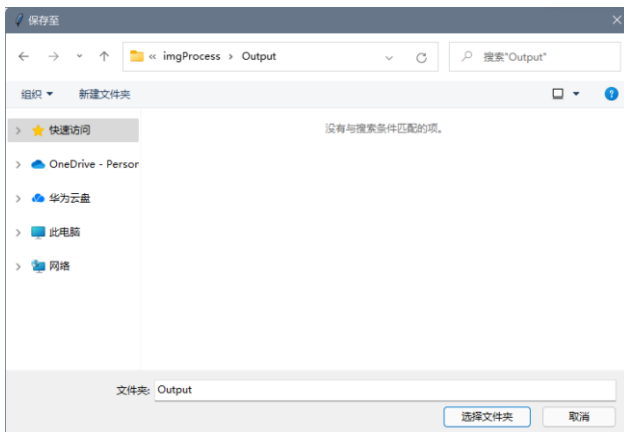 保存至
« imgProcess › Output
搜索"Output"
组织 新建文件夹
快速访问
没有与搜索条件匹配的项。
OneDrive - Person
华为云盘
此电脑
网络
文件夹: Output
选择文件夹 取消